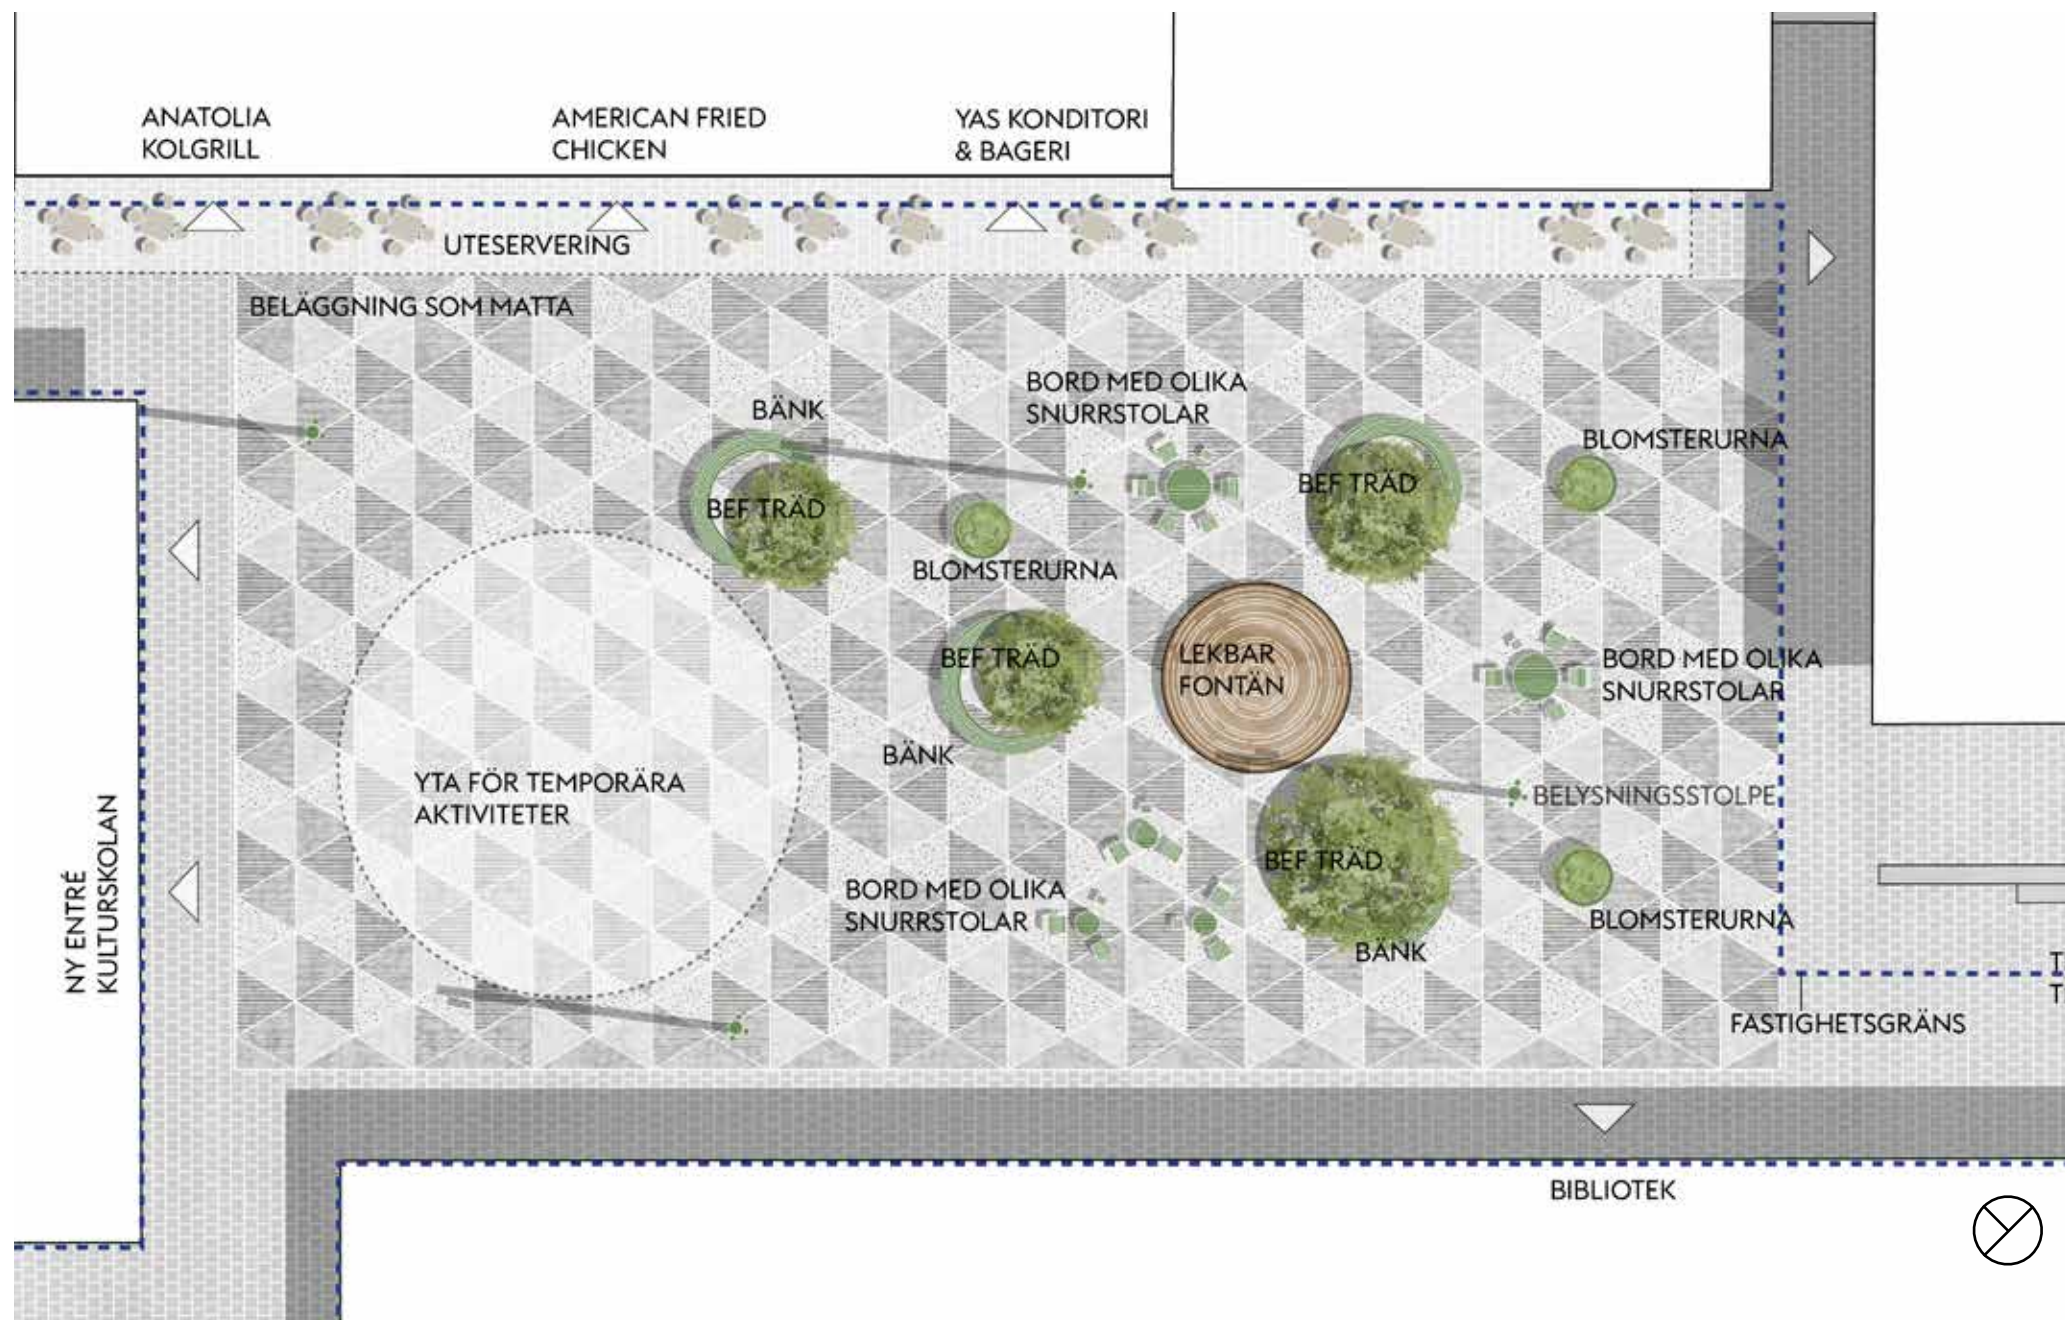 ANATOLIA
KOLGRILL
AMERICAN FRIED
CHICKEN
YAS KONDITORI
& BAGERI
UTESERVERING
BELÄGGNING SOM MATTA
BORD MED OLIKA
SNURRSTOLAR
BÄNK
BLOMSTERURNA
BEF TRÄD
BEF TRÄD
BLOMSTERURNA
BEF TRÄD
LEKBAR
FONTÄN
BORD MED OLIKA
SNURRSTOLAR
BÄNK
YTA FÖR TEMPORÄRA
AKTIVITETER
BELYSNINGSSTOLPE
BEF TRÄD
BORD MED OLIKA
SNURRSTOLAR
BLOMSTERURNA
BÄNK
NY ENTRÉ
KULTURSKOLAN
T
T
FASTIGHETSGRÄNS
BIBLIOTEK